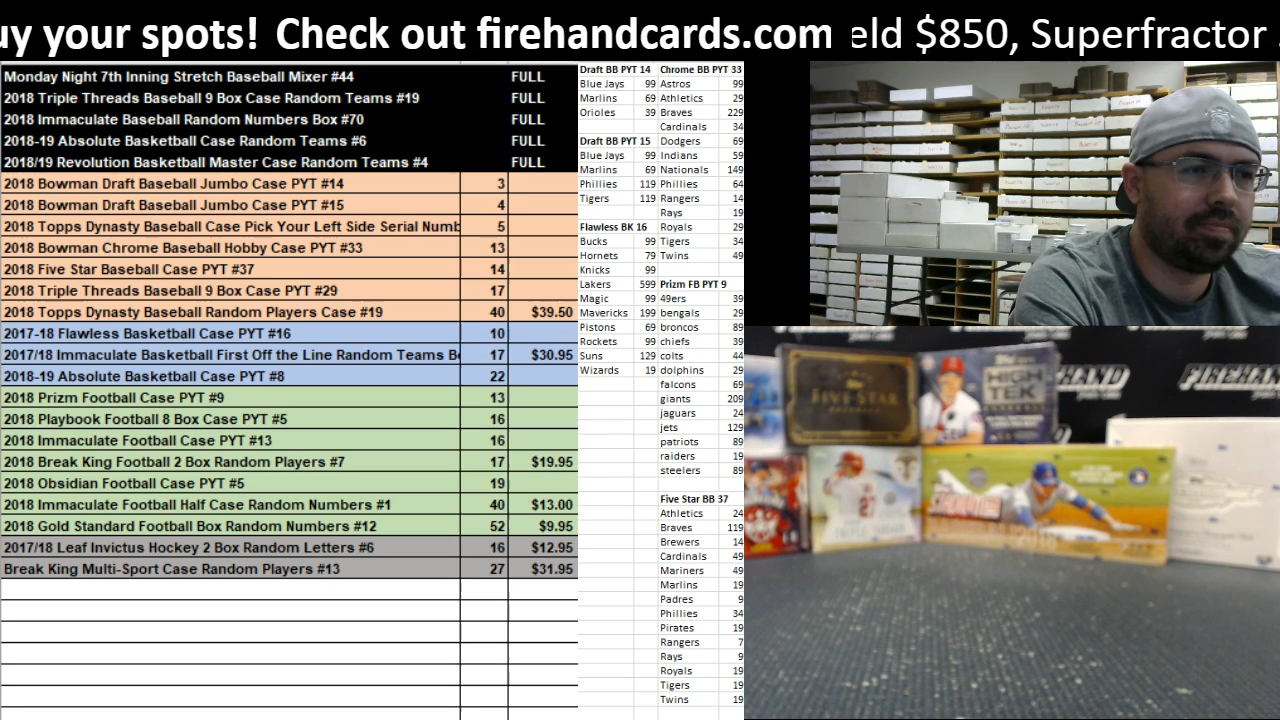 uy your spots! Check out firehandcards.com eld $850, Superfractor
Monday Night 7th Inning Stretch Baseball Mixer #44 FULL
2018 Triple Threads Baseball 9 Box Case Random Teams #19 FULL
2018 Immaculate Baseball Random Numbers Box #70 FULL
2018-19 Absolute Basketball Case Random Teams #6 FULL
2018/19 Revolution Basketball Master Case Random Teams #4 FULL
2018 Bowman Draft Baseball Jumbo Case PYT #14 3
2018 Bowman Draft Baseball Jumbo Case PYT #15 4
2018 Topps Dynasty Baseball Case Pick Your Left Side Serial Numb 5
2018 Bowman Chrome Baseball Hobby Case PYT #33 13
2018 Five Star Baseball Case PYT #37 14
2018 Triple Threads Baseball 9 Box Case PYT #29 17
2018 Topps Dynasty Baseball Random Players Case #19 40 $39.50
2017-18 Flawless Basketball Case PYT #16 10
2017/18 Immaculate Basketball First Off the Line Random Teams Bo 17 $30.95
2018-19 Absolute Basketball Case PYT #8 22
2018 Prizm Football Case PYT #9 13
2018 Playbook Football 8 Box Case PYT #5 16
2018 Immaculate Football Case PYT #13 16
2018 Break King Football 2 Box Random Players #7 17 $19.95
2018 Obsidian Football Case PYT #5 19
2018 Immaculate Football Half Case Random Numbers #1 40 $13.00
2018 Gold Standard Football Box Random Numbers #12 52 $9.95
2017/18 Leaf Invictus Hockey 2 Box Random Letters #6 16 $12.95
Break King Multi-Sport Case Random Players #13 27 $31.95
Draft BB PYT 14
Blue Jays 99
Marlins 69
Orioles 39
Draft BB PYT 15
Blue Jays 99
Marlins 69
Phillies 119
Tigers 119
Flawless BK 16
Bucks 99
Hornets 79
Knicks 99
Lakers 599
Magic 99
Mavericks 199
Pistons 69
Rockets 99
Suns 129
Wizards 19
Chrome BB PYT 33
Astros 99
Athletics 29
Braves 229
Cardinals 34
Dodgers 69
Indians 59
Nationals 149
Phillies 64
Rangers 14
Rays 19
Royals 29
Tigers 34
Twins 49
Prizm FB PYT 9
49ers 39
bengals 29
broncos 89
chiefs 39
colts 44
dolphins 29
falcons 69
giants 209
jaguars 24
jets 129
patriots 89
raiders 19
steelers 89
Five Star BB 37
Athletics 24
Braves 119
Brewers 14
Cardinals 49
Mariners 49
Marlins 19
Padres 9
Phillies 34
Pirates 19
Rangers 7
Rays 9
Royals 19
Tigers 19
Twins 19
FIVE STAR
HIGH TEK
FIREHAND
27
TRIPLE THREADS